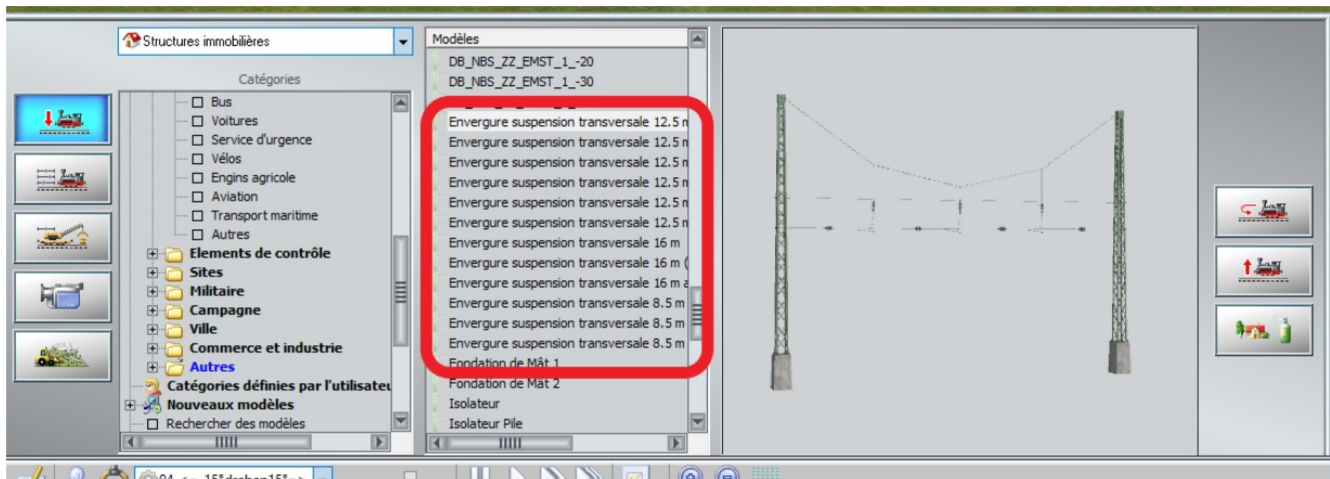 Structures immobilières
Catégories
Bus
Voitures
Service d'urgence
Vélos
Engins agricole
Aviation
Transport maritime
Autres
Elements de contrôle
Sites
Militaire
Campagne
Ville
Commerce et industrie
Autres
Catégories définies par l'utilisateu
Nouveaux modèles
Rechercher des modèles
Modèles
DB_NBS_ZZ_EMST_1_-20
DB_NBS_ZZ_EMST_1_-30
Envergure suspension transversale 12.5 m
Envergure suspension transversale 12.5 m
Envergure suspension transversale 12.5 m
Envergure suspension transversale 12.5 m
Envergure suspension transversale 12.5 m
Envergure suspension transversale 12.5 m
Envergure suspension transversale 16 m
Envergure suspension transversale 16 m (
Envergure suspension transversale 16 m a
Envergure suspension transversale 8.5 m
Envergure suspension transversale 8.5 m
Envergure suspension transversale 8.5 m
Fondation de Mât 1
Fondation de Mât 2
Isolateur
Isolateur Pile